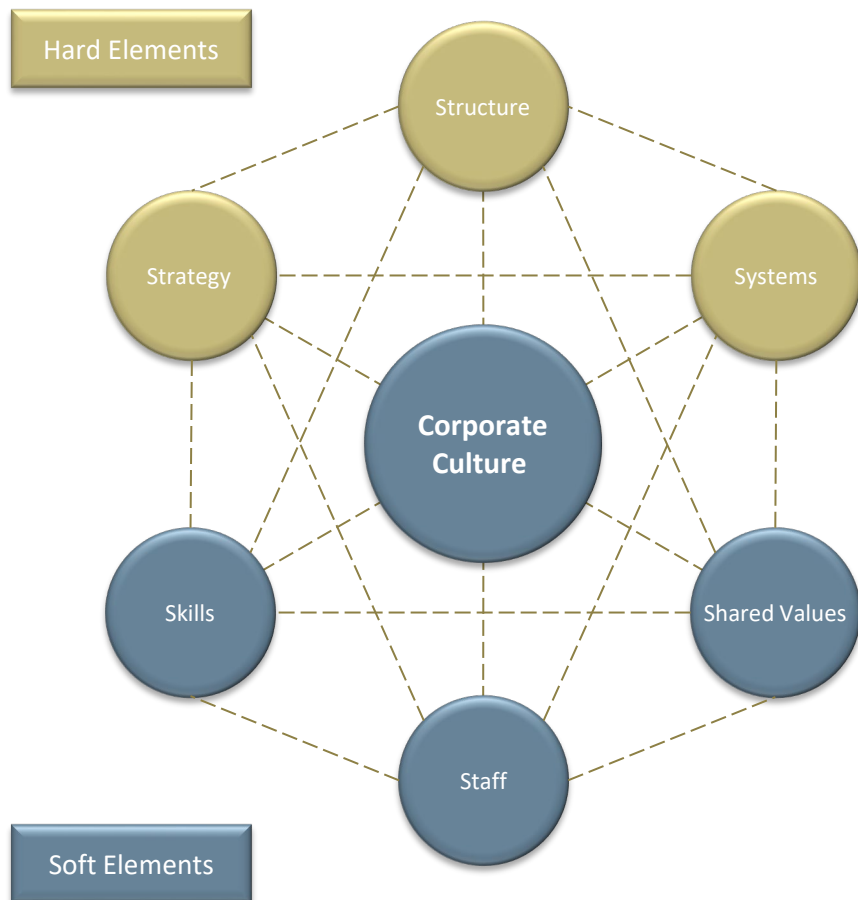 Hard Elements
Structure
Strategy
Systems
Corporate
Culture
Skills
Shared Values
Staff
Soft Elements